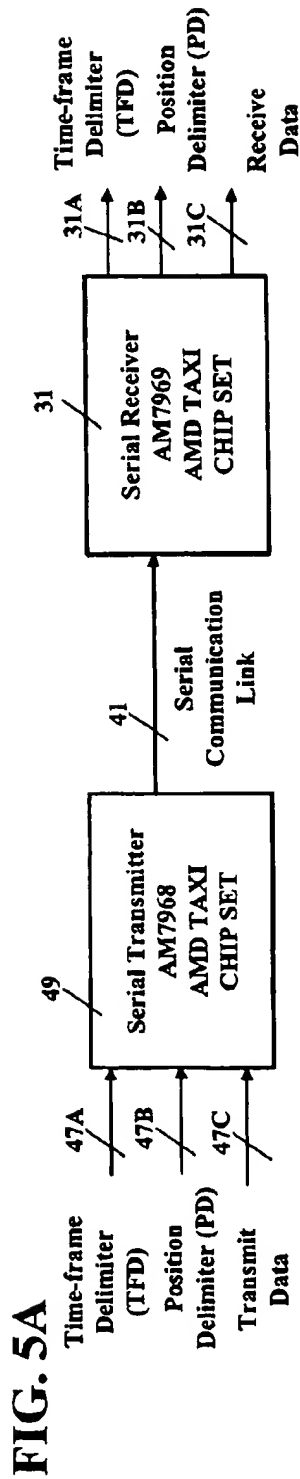 FIG. 5A
Time-frame
Delimiter
(TFD)
47A
Position
Delimiter (PD)
47B
Transmit
Data
47C
49
Serial Transmitter
AM7968
AMD TAXI
CHIP SET
41
Serial
Communication
Link
31
Serial Receiver
AM7969
AMD TAXI
CHIP SET
31A
Time-frame
Delimiter
(TFD)
31B
Position
Delimiter (PD)
31C
Receive
Data